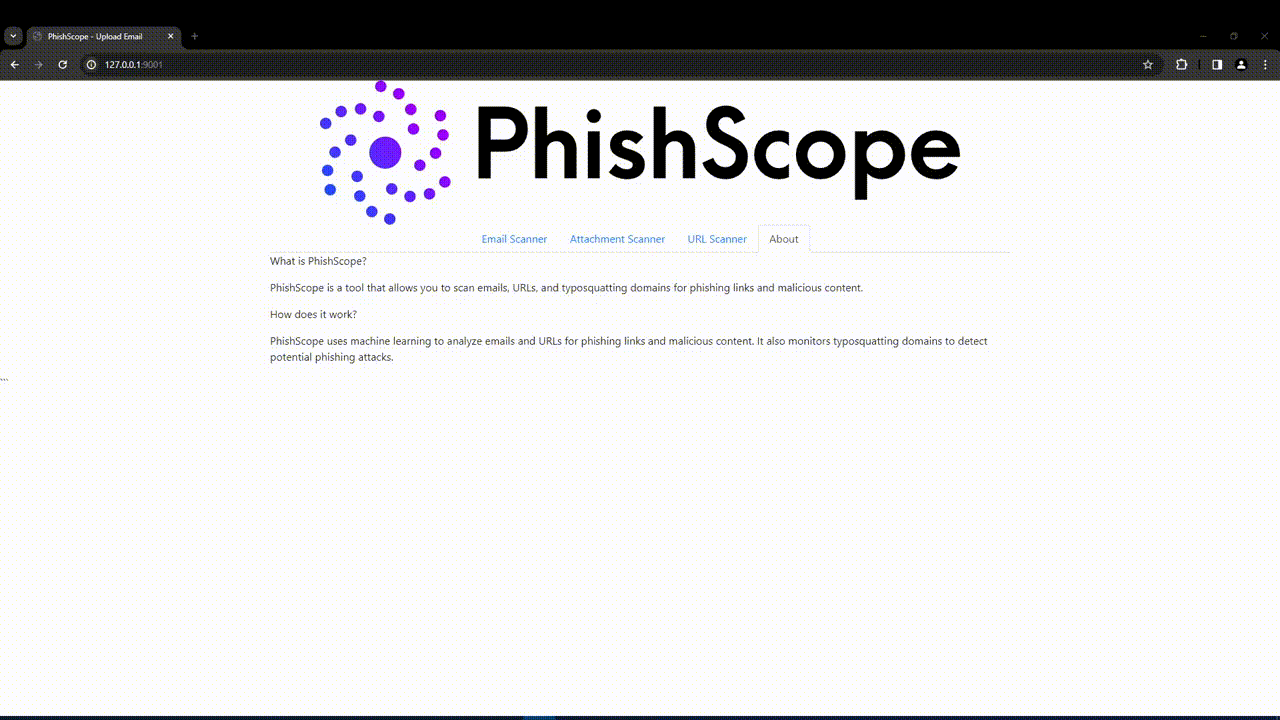 PhishScope - Upload Email
127.0.0.1:9001
PhishScope
Email Scanner Attachment Scanner URL Scanner About
What is PhishScope?
PhishScope is a tool that allows you to scan emails, URLs, and typosquatting domains for phishing links and malicious content.
How does it work?
PhishScope uses machine learning to analyze emails and URLs for phishing links and malicious content. It also monitors typosquatting domains to detect
potential phishing attacks.
```